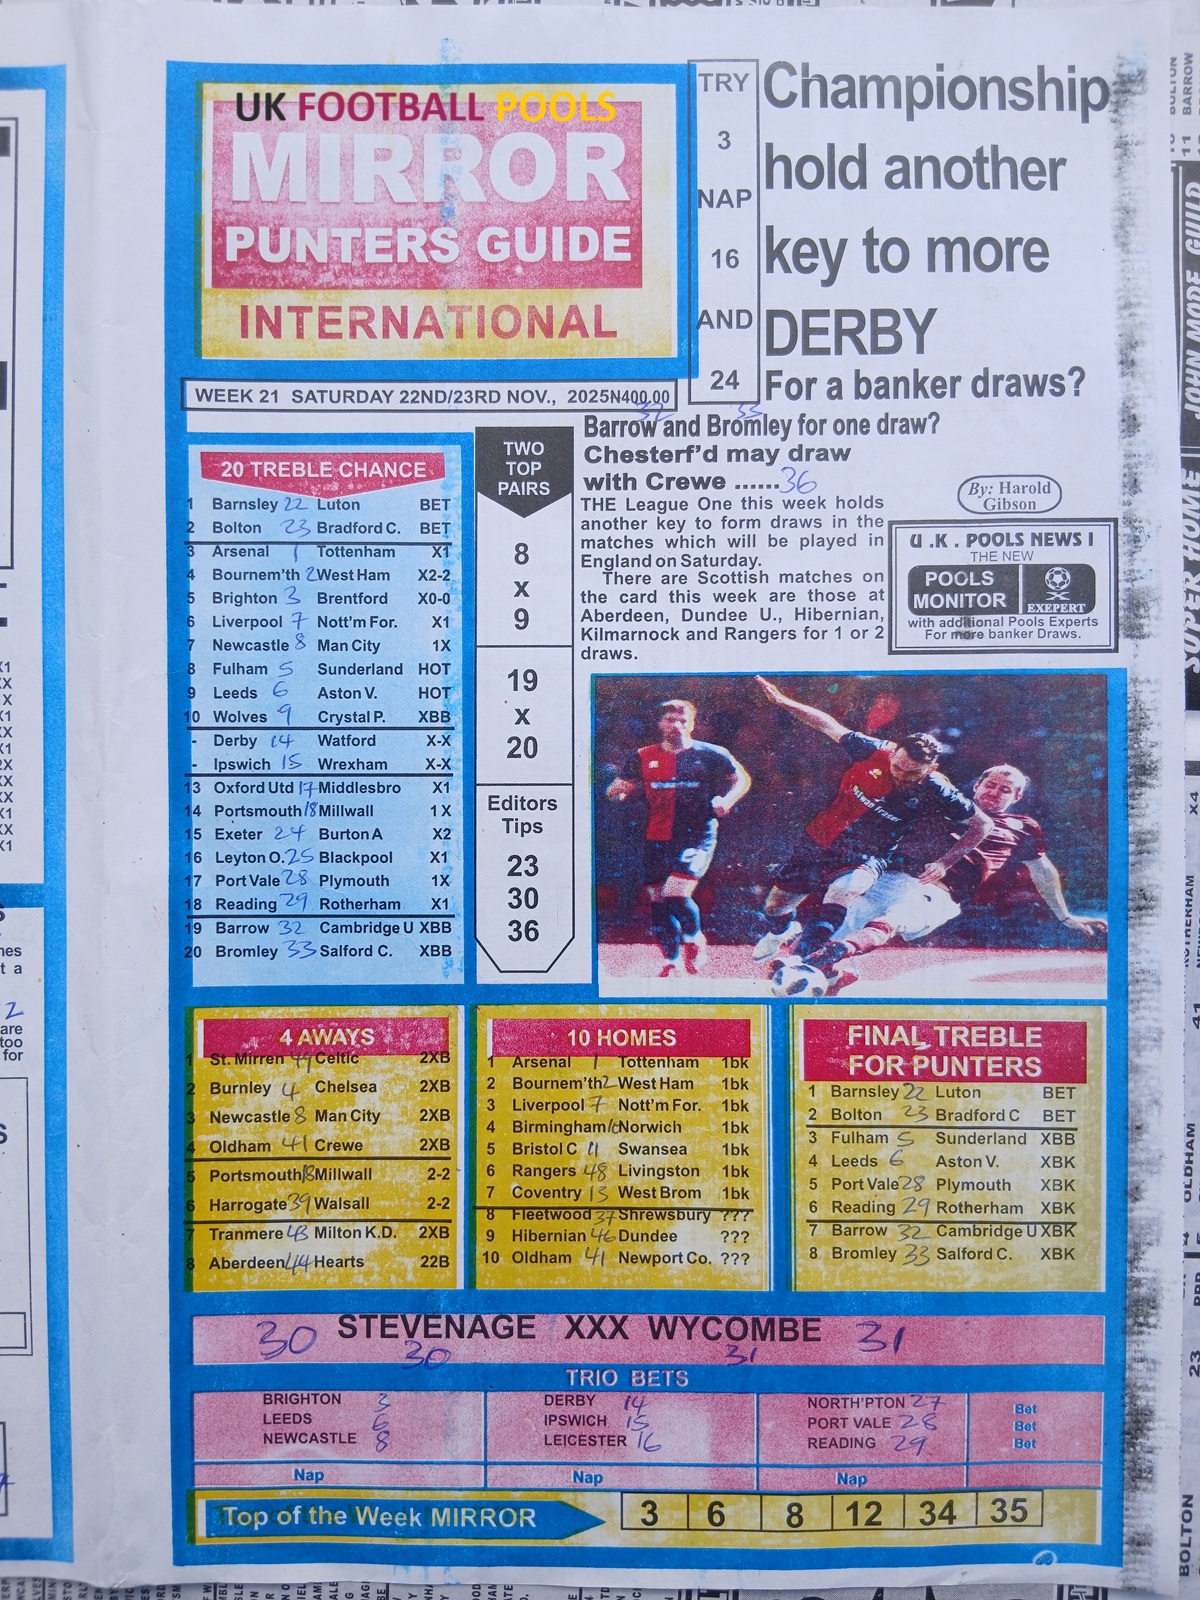 UK FOOTBALL POOLS
MIRROR
PUNTERS GUIDE
INTERNATIONAL
TRY
3
NAP
16
AND
24
Championship
hold another
key to more
DERBY
For a banker draws?
WEEK 21 SATURDAY 22ND/23RD NOV., 2025 N400.00
32 33
Barrow and Bromley for one draw?
Chesterf'd may draw
with Crewe ......36
By: Harold
Gibson
THE League One this week holds
another key to form draws in the
matches which will be played in
England on Saturday.
There are Scottish matches on
the card this week are those at
Aberdeen, Dundee U., Hibernian,
Kilmarnock and Rangers for 1 or 2
draws.
U.K. POOLS NEWS I
THE NEW
POOLS
MONITOR
EXEPERT
with additional Pools Experts
For more banker Draws.
20 TREBLE CHANCE
1 Barnsley 22 Luton BET
2 Bolton 23 Bradford C. BET
3 Arsenal 1 Tottenham X1
4 Bournem'th 2 West Ham X2-2
5 Brighton 3 Brentford X0-0
6 Liverpool 7 Nott'm For. X1
7 Newcastle 8 Man City 1X
8 Fulham 5 Sunderland HOT
9 Leeds 6 Aston V. HOT
10 Wolves 9 Crystal P. XBB
- Derby 14 Watford X-X
- Ipswich 15 Wrexham X-X
13 Oxford Utd 17 Middlesbro X1
14 Portsmouth 18 Millwall 1X
15 Exeter 24 Burton A X2
16 Leyton O. 25 Blackpool X1
17 Port Vale 28 Plymouth 1X
18 Reading 29 Rotherham X1
19 Barrow 32 Cambridge U XBB
20 Bromley 33 Salford C. XBB
TWO
TOP
PAIRS
8
x
9
19
x
20
Editors
Tips
23
30
36
4 AWAYS
1 St. Mirren 49 Celtic 2XB
2 Burnley 4 Chelsea 2XB
3 Newcastle 8 Man City 2XB
4 Oldham 41 Crewe 2XB
5 Portsmouth 18 Millwall 2-2
6 Harrogate 39 Walsall 2-2
7 Tranmere 43 Milton K.D. 2XB
8 Aberdeen 44 Hearts 22B
10 HOMES
1 Arsenal 1 Tottenham 1bk
2 Bournem'th 2 West Ham 1bk
3 Liverpool 7 Nott'm For. 1bk
4 Birmingham 10 Norwich 1bk
5 Bristol C 11 Swansea 1bk
6 Rangers 48 Livingston 1bk
7 Coventry 13 West Brom 1bk
8 Fleetwood 37 Shrewsbury ???
9 Hibernian 46 Dundee ???
10 Oldham 41 Newport Co. ???
FINAL TREBLE
FOR PUNTERS
1 Barnsley 22 Luton BET
2 Bolton 23 Bradford C BET
3 Fulham 5 Sunderland XBB
4 Leeds 6 Aston V. XBK
5 Port Vale 28 Plymouth XBK
6 Reading 29 Rotherham XBK
7 Barrow 32 Cambridge U XBK
8 Bromley 33 Salford C. XBK
30 STEVENAGE XXX WYCOMBE 31
30 31
TRIO BETS
BRIGHTON 3
LEEDS 6
NEWCASTLE 8
DERBY 14
IPSWICH 15
LEICESTER 16
NORTH'PTON 27
PORT VALE 28
READING 29
Bet
Bet
Bet
Nap Nap Nap
Top of the Week MIRROR 3 6 8 12 34 35
JOHN MOORE GUILD
SUPER HOME
OLDHAM
BOLTON